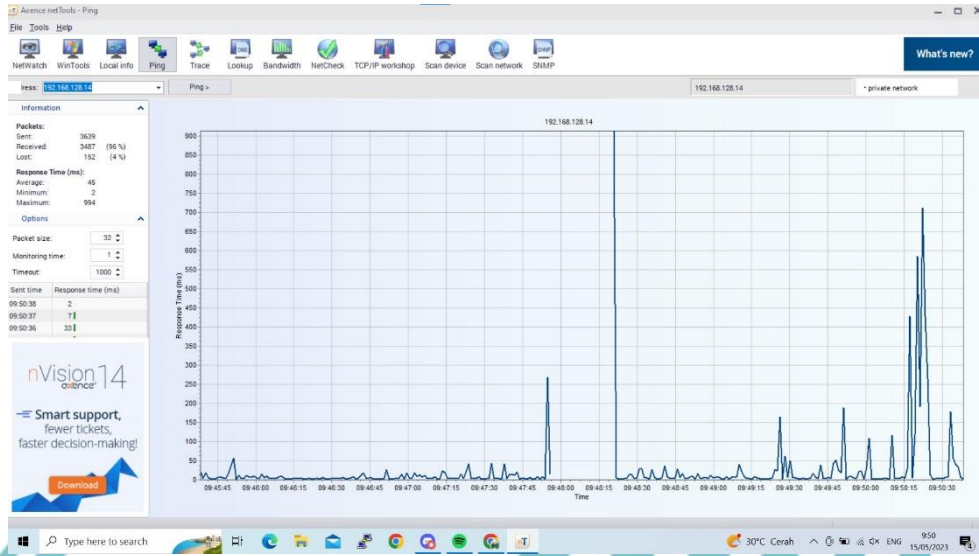 Axence netTools - Ping
File Tools Help
NetWatch WinTools Local info Ping Trace Lookup Bandwidth NetCheck TCP/IP workshop Scan device Scan network SNMP
What's new?
iress: 192.168.128.14 Ping > 192.168.128.14 • private network
Information
Packets:
Sent: 3639
Received: 3487 (96 %)
Lost: 152 (4 %)
Response Time (ms):
Average: 45
Minimum: 2
Maximum: 994
Options
Packet size: 32
Monitoring time: 1
Timeout: 1000
Sent time Response time (ms)
09:50:38 2
09:50:37 7
09:50:36 33
nVision 14
axence
Smart support,
fewer tickets,
faster decision-making!
Download
192.168.128.14
Response Time (ms)
900
850
800
750
700
650
600
550
500
450
400
350
300
250
200
150
100
50
0
09:45:45 09:46:00 09:46:15 09:46:30 09:46:45 09:47:00 09:47:15 09:47:30 09:47:45 09:48:00 09:48:15 09:48:30 09:48:45 09:49:00 09:49:15 09:49:30 09:49:45 09:50:00 09:50:15 09:50:30
Time
Type here to search
30°C Cerah ENG
9:50
15/05/2023